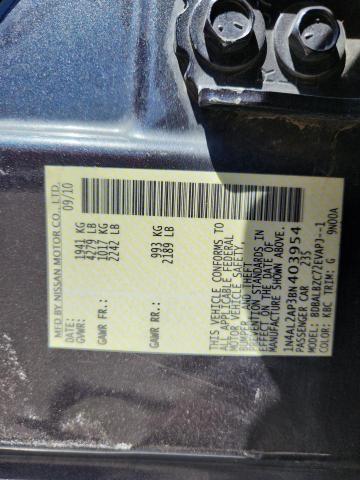 MFD BY NISSAN MOTOR CO., LTD.
DATE: 09/10
GVWR: 1941 KG
4279 LB
GAWR FR: 1017 KG
2242 LB
GAWR RR: 993 KG
2189 LB
THIS VEHICLE CONFORMS TO
ALL APPLICABLE FEDERAL
MOTOR VEHICLE SAFETY,
BUMPER, AND THEFT
PREVENTION STANDARDS IN
EFFECT ON THE DATE OF
MANUFACTURE SHOWN ABOVE.
1N4AL2AP3BN403954
PASSENGER CAR 235
MODEL: BDBALBZC72EVAPJ--1
COLOR: KBC TRIM: G 9N00A